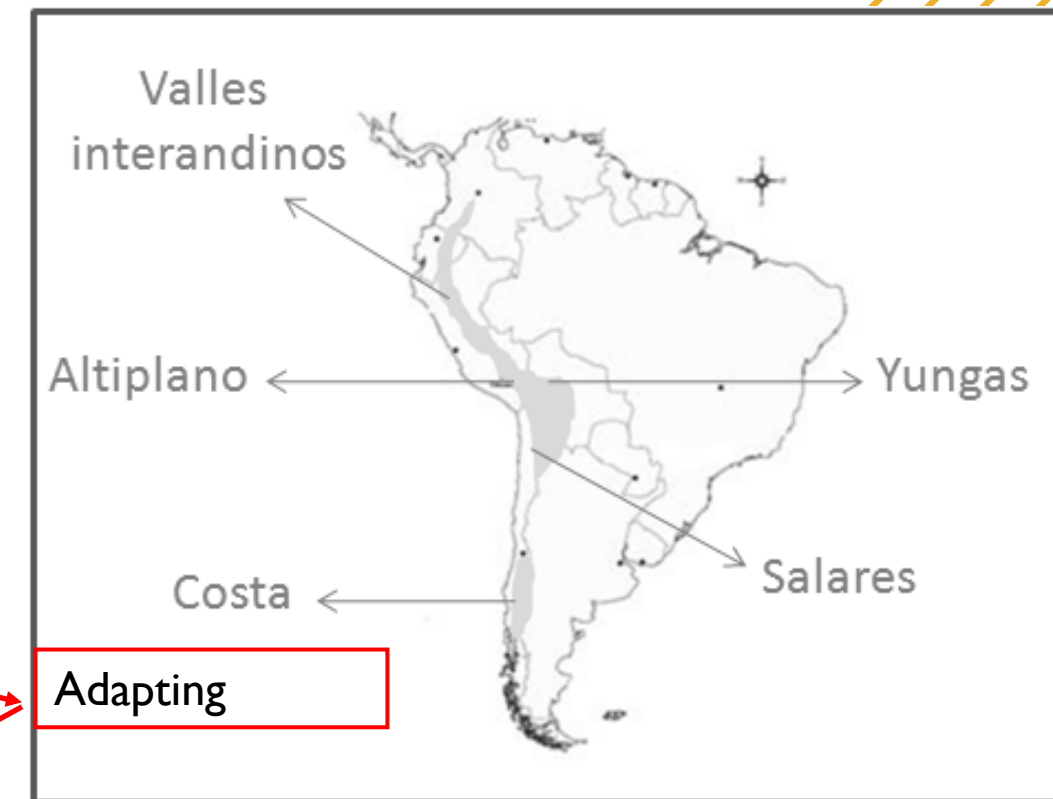 Valles
interandinos
Altiplano
Yungas
Salares
Costa
Adapting